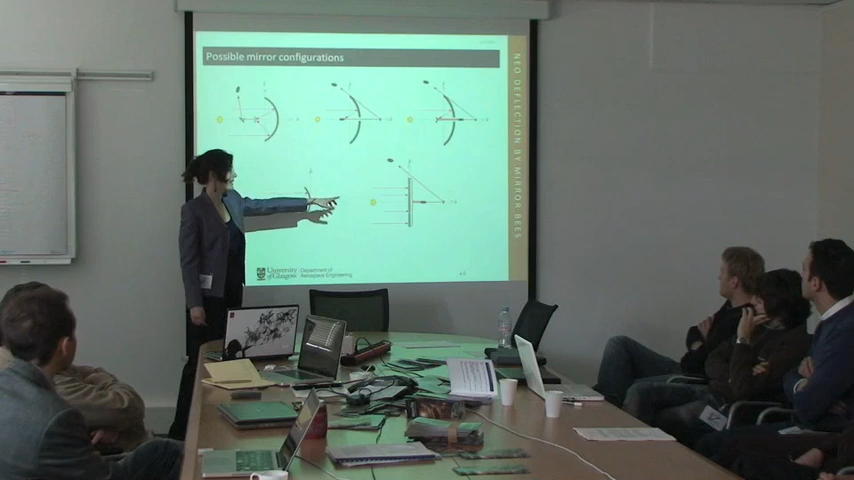 Possible mirror configurations
NEO DEFLECTION BY MIRROR BEES
University of Glasgow
Department of
Aerospace Engineering